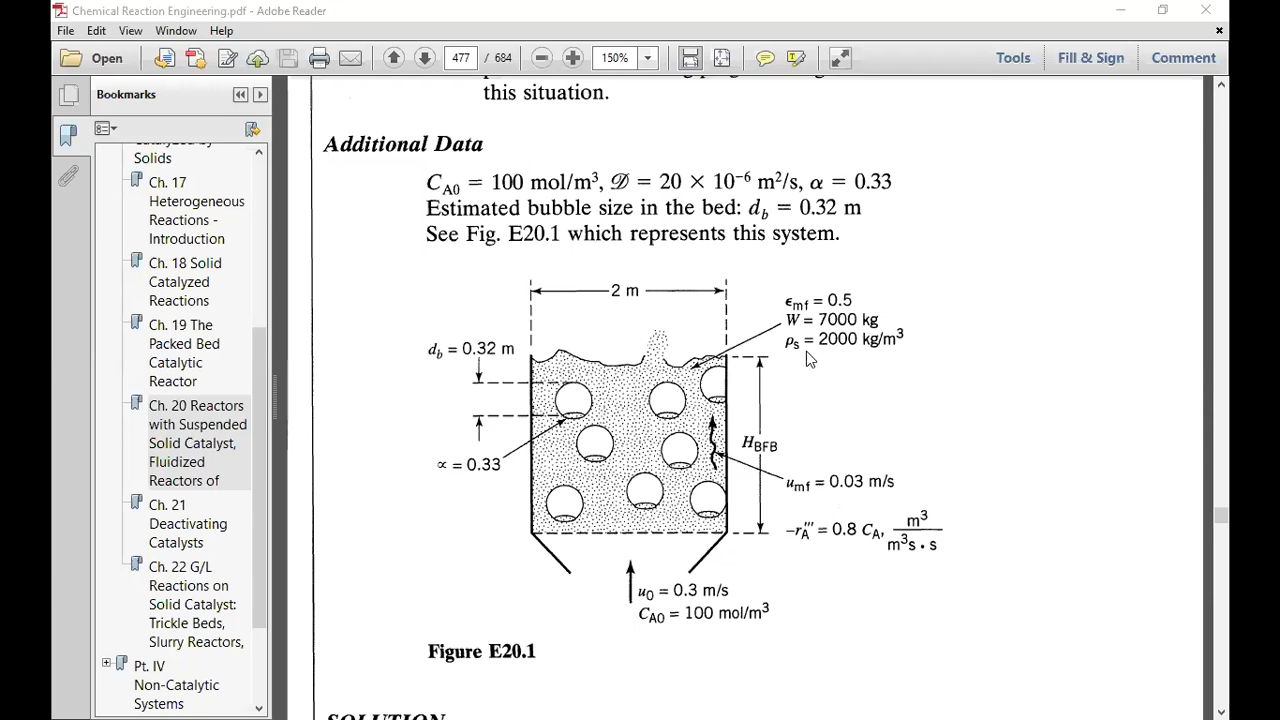 Chemical Reaction Engineering.pdf - Adobe Reader
File Edit View Window Help
Open 477 / 684 150% Tools Fill & Sign Comment
Bookmarks
Solids
Ch. 17
Heterogeneous
Reactions -
Introduction
Ch. 18 Solid
Catalyzed
Reactions
Ch. 19 The
Packed Bed
Catalytic
Reactor
Ch. 20 Reactors
with Suspended
Solid Catalyst,
Fluidized
Reactors of
Ch. 21
Deactivating
Catalysts
Ch. 22 G/L
Reactions on
Solid Catalyst:
Trickle Beds,
Slurry Reactors,
Pt. IV
Non-Catalytic
Systems
this situation.
Additional Data
C_A0 = 100 mol/m³, 𝒟 = 20 × 10⁻⁶ m²/s, α = 0.33
Estimated bubble size in the bed: d_b = 0.32 m
See Fig. E20.1 which represents this system.
2 m
ϵ_mf = 0.5
W = 7000 kg
ρ_s = 2000 kg/m³
d_b = 0.32 m
H_BFB
∝ = 0.33
u_mf = 0.03 m/s
−r_A''' = 0.8 C_A, m³/m³s · s
u_0 = 0.3 m/s
C_A0 = 100 mol/m³
Figure E20.1
SOLUTION